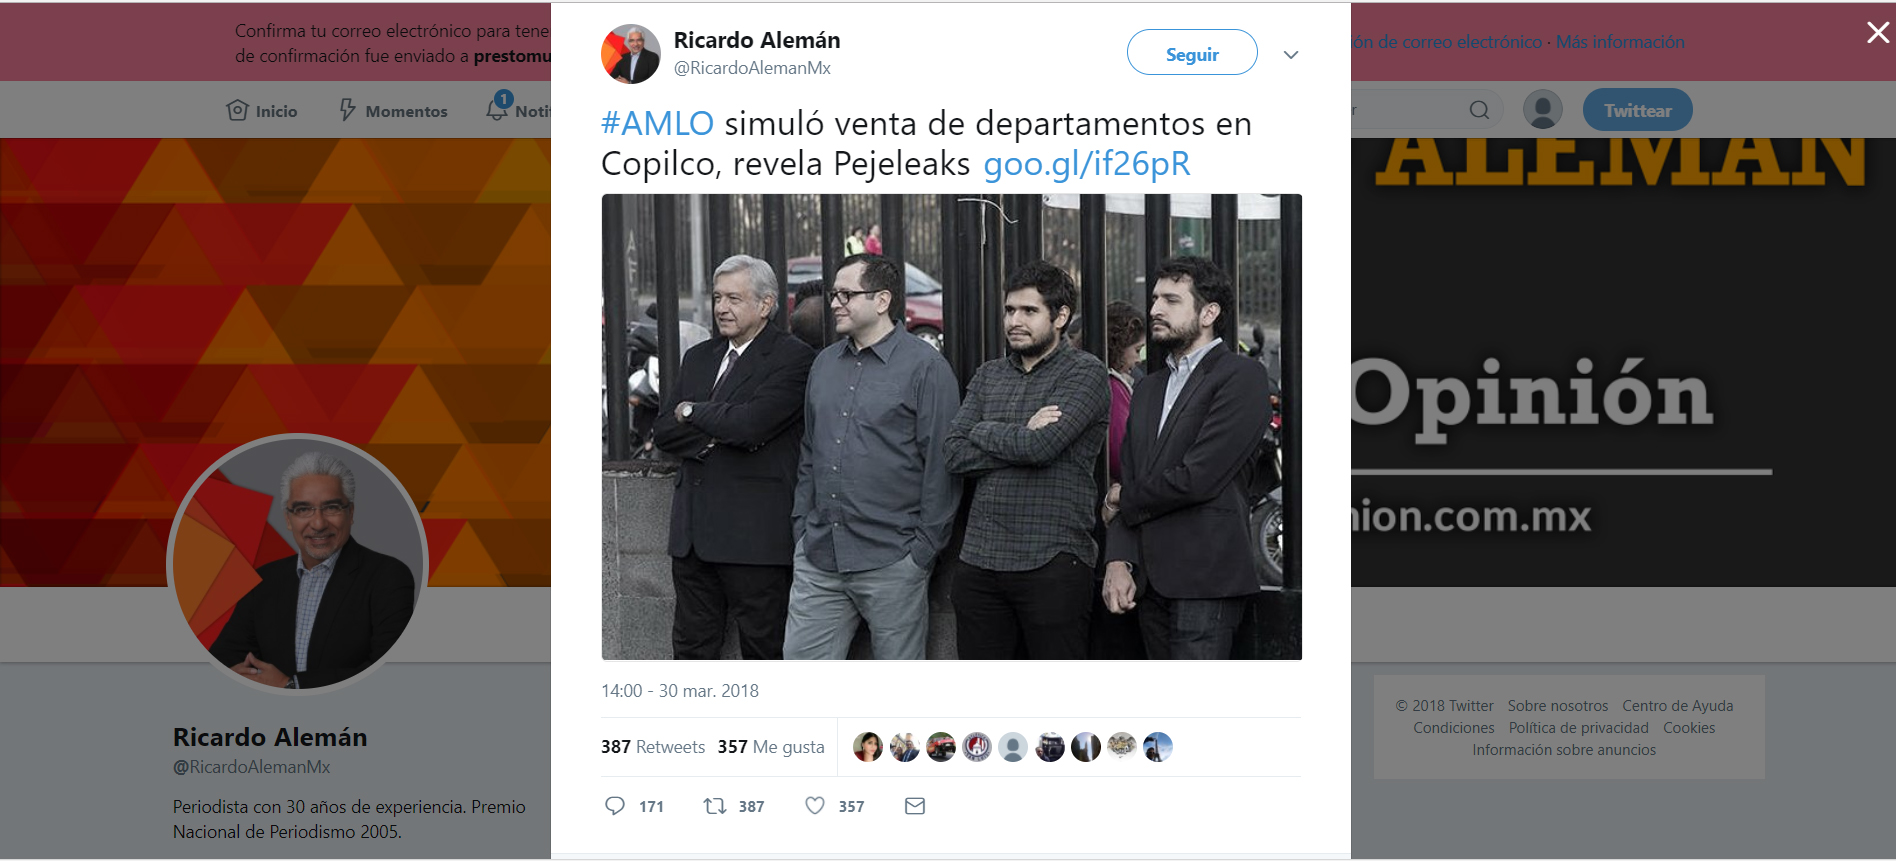 Confirma tu correo electrónico para tene
de confirmación fue enviado a prestomu
ón de correo electrónico · Más información
Inicio
Momentos
1
Noti
r
Twittear
ALEMÁN
Opinión
nion.com.mx
Ricardo Alemán
@RicardoAlemanMx
Seguir
#AMLO simuló venta de departamentos en
Copilco, revela Pejeleaks goo.gl/if26pR
14:00 - 30 mar. 2018
387 Retweets 357 Me gusta
171 387 357
Ricardo Alemán
@RicardoAlemanMx
Periodista con 30 años de experiencia. Premio
Nacional de Periodismo 2005.
© 2018 Twitter Sobre nosotros Centro de Ayuda
Condiciones Política de privacidad Cookies
Información sobre anuncios